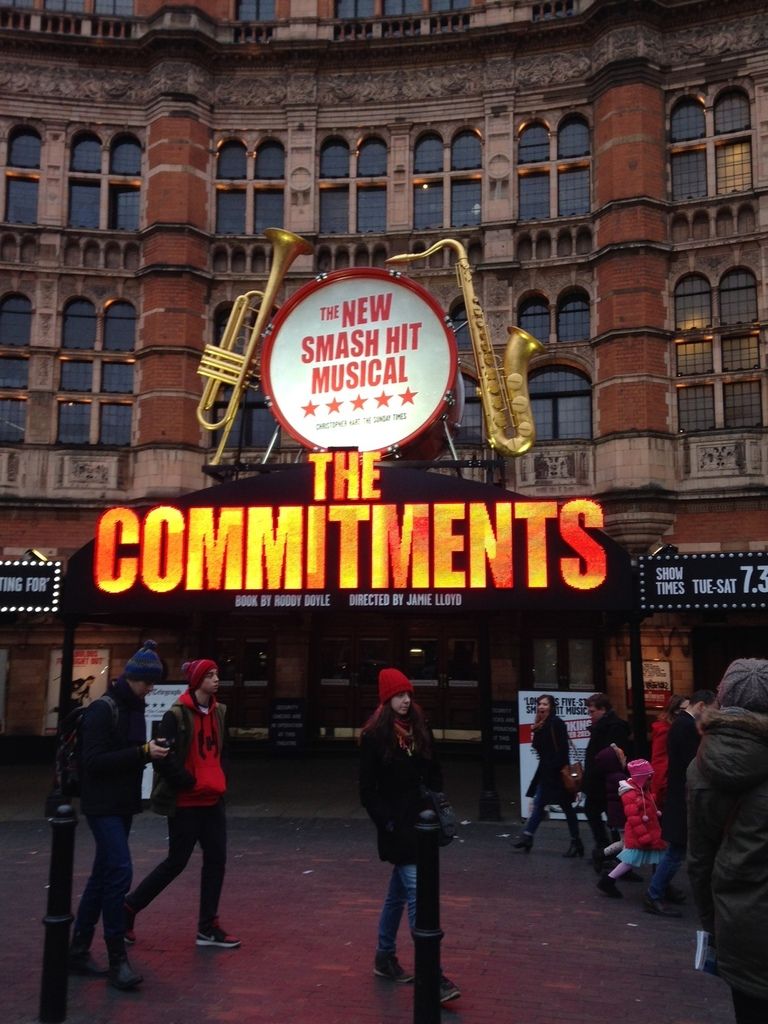 THE NEW
SMASH HIT
MUSICAL
CHRISTOPHER HART THE SUNDAY TIMES
THE
COMMITMENTS
BOOK BY RODDY DOYLE DIRECTED BY JAMIE LLOYD
TING FOR'
SHOW
TIMES TUE-SAT 7.3